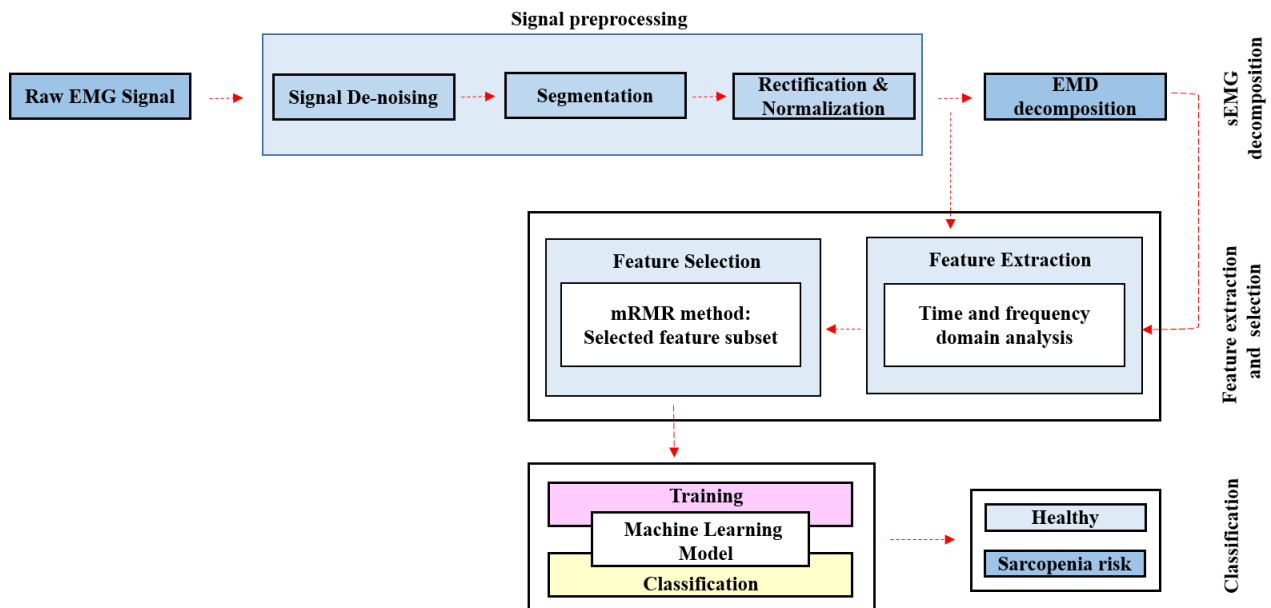 Signal preprocessing
Raw EMG Signal
Signal De-noising
Segmentation
Rectification &
Normalization
EMD
decomposition
sEMG
decomposition
Feature Selection
mRMR method:
Selected feature subset
Feature Extraction
Time and frequency
domain analysis
Feature extraction
and selection
Training
Machine Learning
Model
Classification
Healthy
Sarcopenia risk
Classification